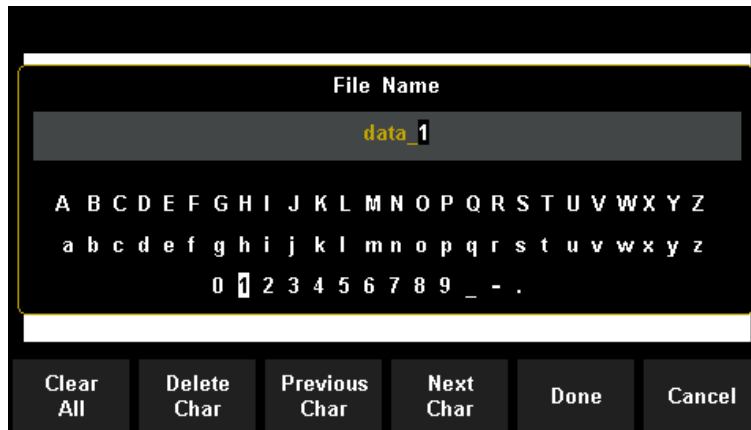 File Name
data_1
A B C D E F G H I J K L M N O P Q R S T U V W X Y Z
a b c d e f g h i j k l m n o p q r s t u v w x y z
0 1 2 3 4 5 6 7 8 9 _ - .
Clear All
Delete Char
Previous Char
Next Char
Done
Cancel